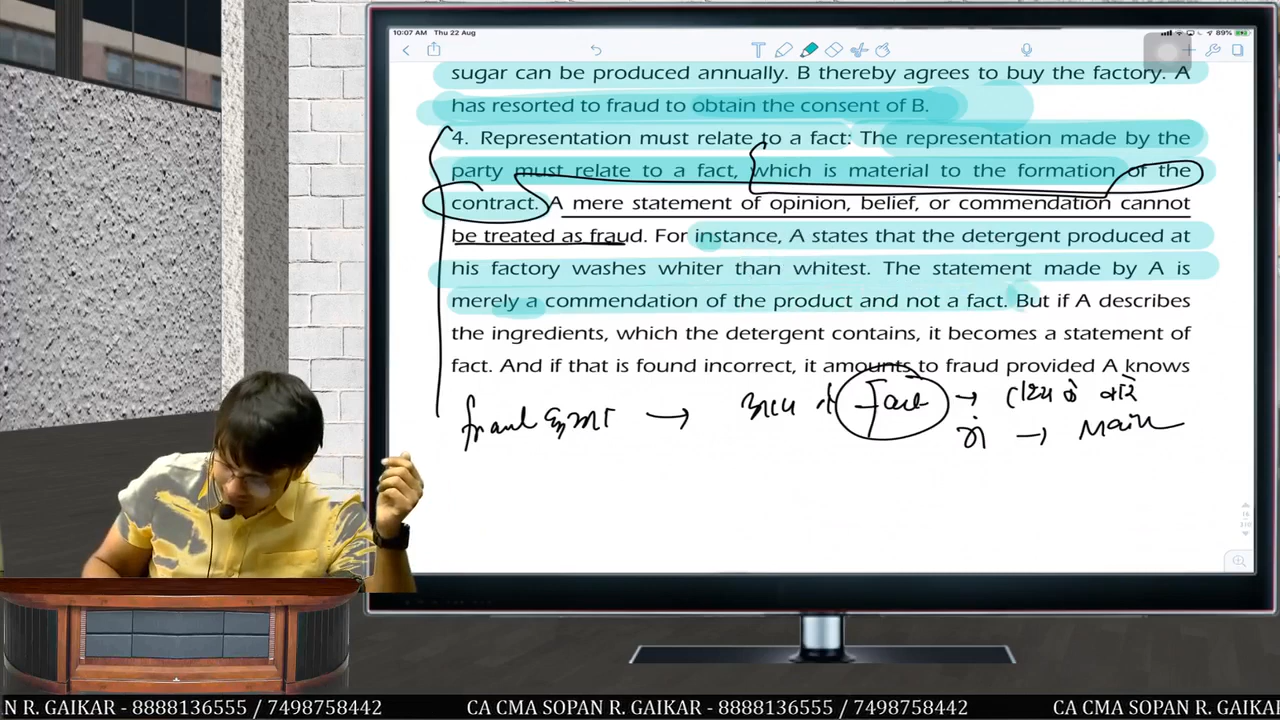 10:07 AM Thu 22 Aug
89%
T
sugar can be produced annually. B thereby agrees to buy the factory. A
has resorted to fraud to obtain the consent of B.
4. Representation must relate to a fact: The representation made by the
party must relate to a fact, which is material to the formation of the
contract. A mere statement of opinion, belief, or commendation cannot
be treated as fraud. For instance, A states that the detergent produced at
his factory washes whiter than whitest. The statement made by A is
merely a commendation of the product and not a fact. But if A describes
the ingredients, which the detergent contains, it becomes a statement of
fact. And if that is found incorrect, it amounts to fraud provided A knows
fraud → Fact →
→ Main
N R. GAIKAR - 8888136555 / 7498758442 CA CMA SOPAN R. GAIKAR - 8888136555 / 7498758442 CA CMA SOPAN R. GAIKA